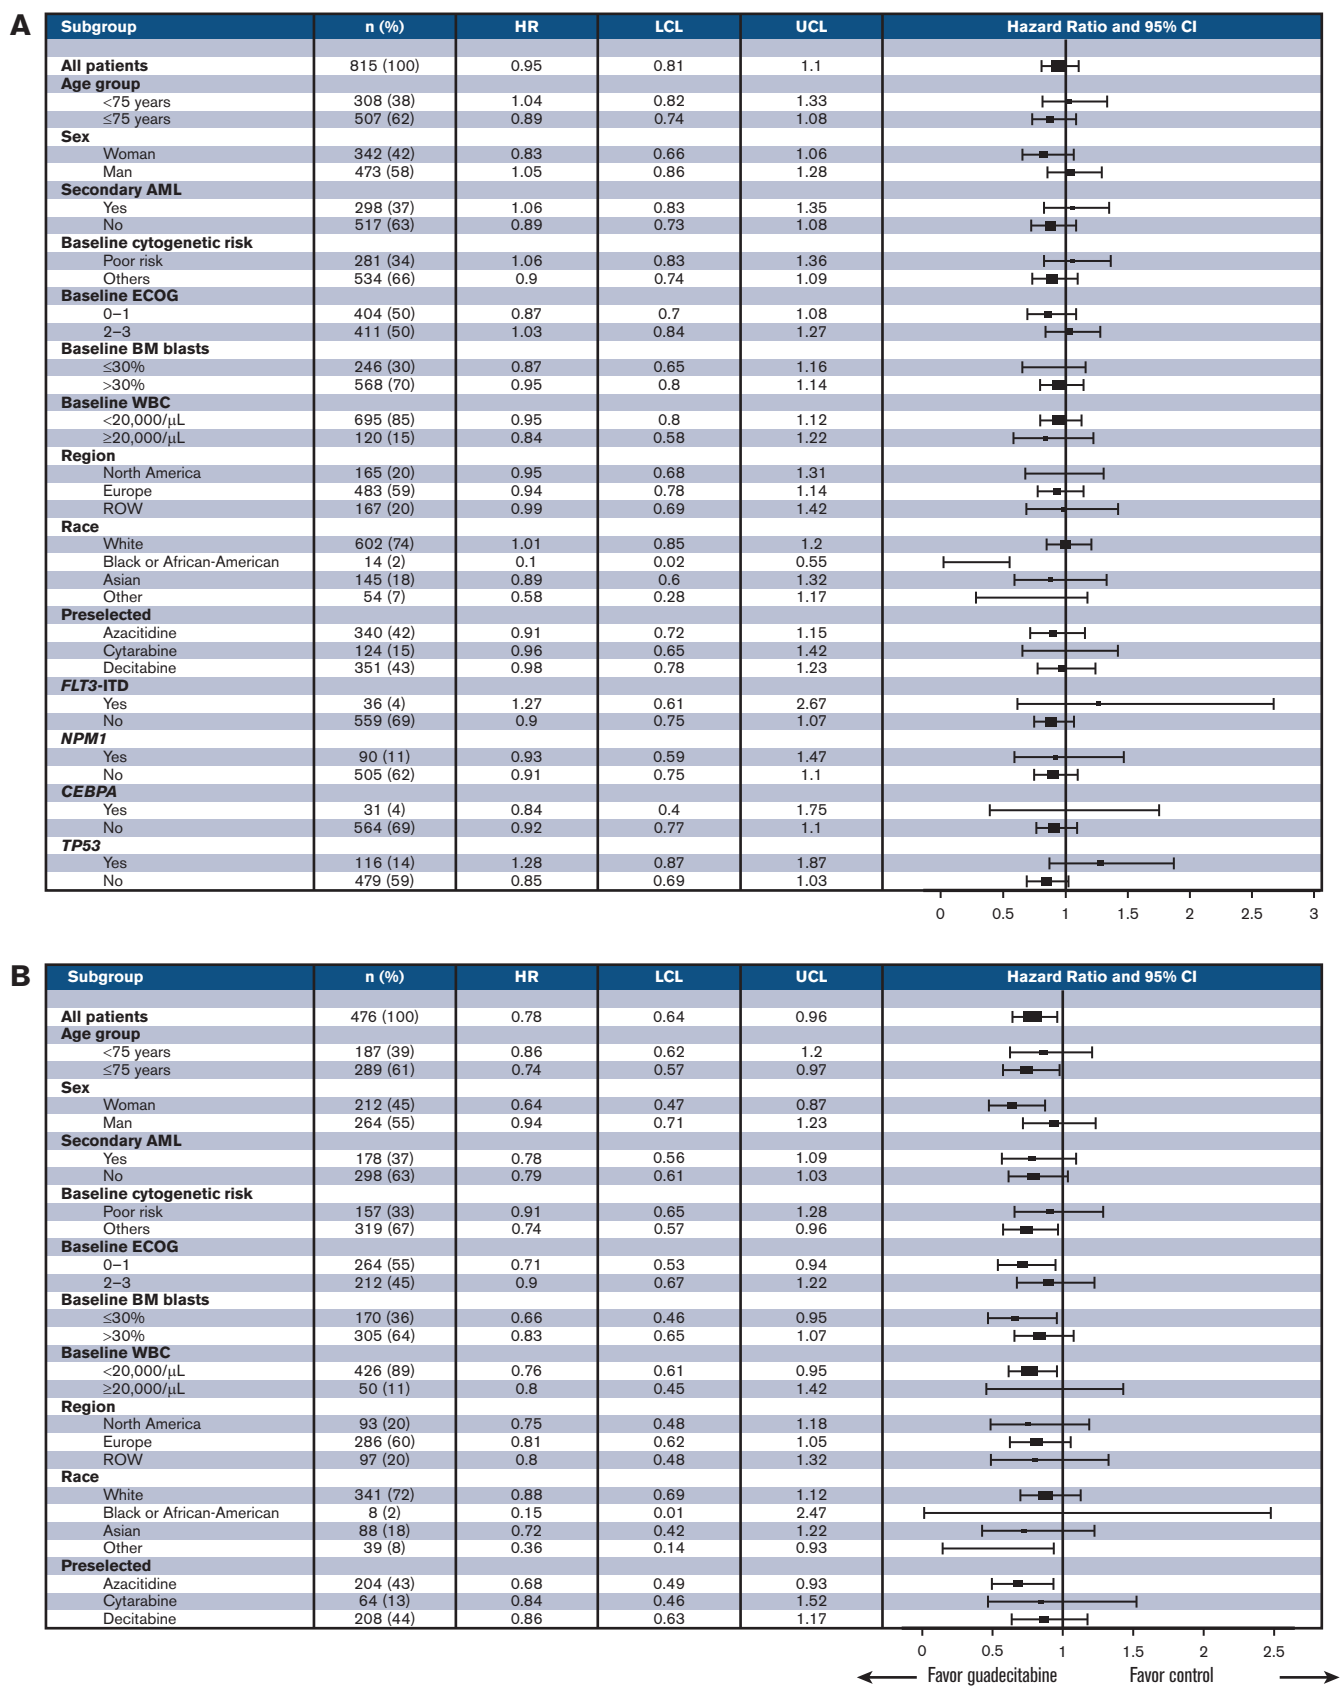 A
Subgroup n (%) HR LCL UCL Hazard Ratio and 95% CI
All patients 815 (100) 0.95 0.81 1.1
Age group
<75 years 308 (38) 1.04 0.82 1.33
≤75 years 507 (62) 0.89 0.74 1.08
Sex
Woman 342 (42) 0.83 0.66 1.06
Man 473 (58) 1.05 0.86 1.28
Secondary AML
Yes 298 (37) 1.06 0.83 1.35
No 517 (63) 0.89 0.73 1.08
Baseline cytogenetic risk
Poor risk 281 (34) 1.06 0.83 1.36
Others 534 (66) 0.9 0.74 1.09
Baseline ECOG
0–1 404 (50) 0.87 0.7 1.08
2–3 411 (50) 1.03 0.84 1.27
Baseline BM blasts
≤30% 246 (30) 0.87 0.65 1.16
>30% 568 (70) 0.95 0.8 1.14
Baseline WBC
<20,000/μL 695 (85) 0.95 0.8 1.12
≥20,000/μL 120 (15) 0.84 0.58 1.22
Region
North America 165 (20) 0.95 0.68 1.31
Europe 483 (59) 0.94 0.78 1.14
ROW 167 (20) 0.99 0.69 1.42
Race
White 602 (74) 1.01 0.85 1.2
Black or African-American 14 (2) 0.1 0.02 0.55
Asian 145 (18) 0.89 0.6 1.32
Other 54 (7) 0.58 0.28 1.17
Preselected
Azacitidine 340 (42) 0.91 0.72 1.15
Cytarabine 124 (15) 0.96 0.65 1.42
Decitabine 351 (43) 0.98 0.78 1.23
FLT3-ITD
Yes 36 (4) 1.27 0.61 2.67
No 559 (69) 0.9 0.75 1.07
NPM1
Yes 90 (11) 0.93 0.59 1.47
No 505 (62) 0.91 0.75 1.1
CEBPA
Yes 31 (4) 0.84 0.4 1.75
No 564 (69) 0.92 0.77 1.1
TP53
Yes 116 (14) 1.28 0.87 1.87
No 479 (59) 0.85 0.69 1.03
0 0.5 1 1.5 2 2.5 3
B
Subgroup n (%) HR LCL UCL Hazard Ratio and 95% CI
All patients 476 (100) 0.78 0.64 0.96
Age group
<75 years 187 (39) 0.86 0.62 1.2
≤75 years 289 (61) 0.74 0.57 0.97
Sex
Woman 212 (45) 0.64 0.47 0.87
Man 264 (55) 0.94 0.71 1.23
Secondary AML
Yes 178 (37) 0.78 0.56 1.09
No 298 (63) 0.79 0.61 1.03
Baseline cytogenetic risk
Poor risk 157 (33) 0.91 0.65 1.28
Others 319 (67) 0.74 0.57 0.96
Baseline ECOG
0–1 264 (55) 0.71 0.53 0.94
2–3 212 (45) 0.9 0.67 1.22
Baseline BM blasts
≤30% 170 (36) 0.66 0.46 0.95
>30% 305 (64) 0.83 0.65 1.07
Baseline WBC
<20,000/μL 426 (89) 0.76 0.61 0.95
≥20,000/μL 50 (11) 0.8 0.45 1.42
Region
North America 93 (20) 0.75 0.48 1.18
Europe 286 (60) 0.81 0.62 1.05
ROW 97 (20) 0.8 0.48 1.32
Race
White 341 (72) 0.88 0.69 1.12
Black or African-American 8 (2) 0.15 0.01 2.47
Asian 88 (18) 0.72 0.42 1.22
Other 39 (8) 0.36 0.14 0.93
Preselected
Azacitidine 204 (43) 0.68 0.49 0.93
Cytarabine 64 (13) 0.84 0.46 1.52
Decitabine 208 (44) 0.86 0.63 1.17
0 0.5 1 1.5 2 2.5
Favor guadecitabine Favor control